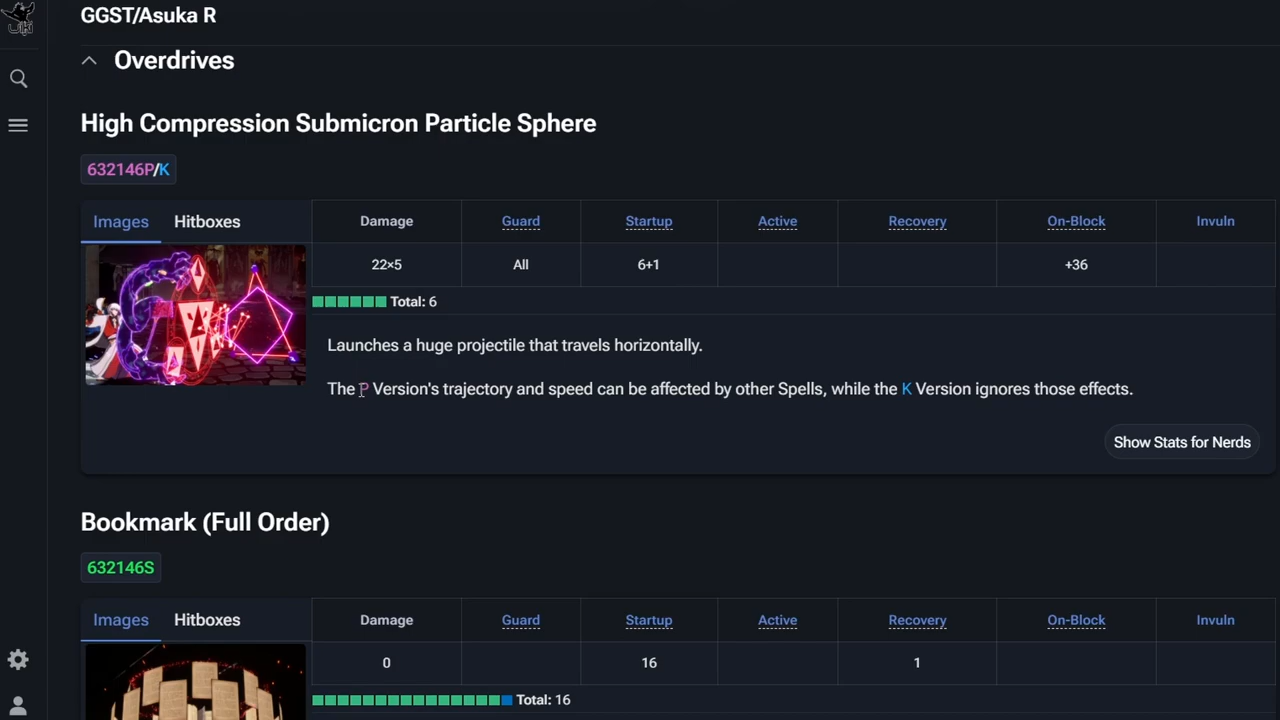 GGST/Asuka R
Overdrives
High Compression Submicron Particle Sphere
632146P/K
Images Hitboxes Damage Guard Startup Active Recovery On-Block Invuln
22×5 All 6+1 +36
Total: 6
Launches a huge projectile that travels horizontally.
The P Version's trajectory and speed can be affected by other Spells, while the K Version ignores those effects.
Show Stats for Nerds
Bookmark (Full Order)
632146S
Images Hitboxes Damage Guard Startup Active Recovery On-Block Invuln
0 16 1
Total: 16